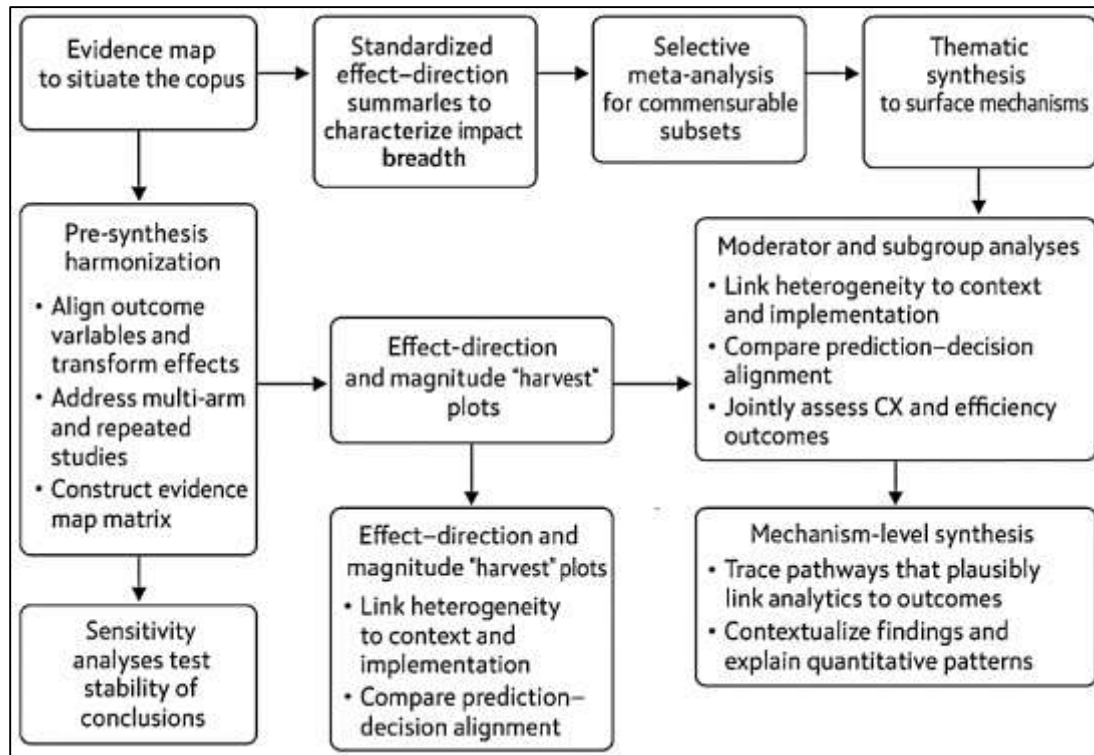 Evidence map
to situate the copus
Standardized
effect–direction
summarles to
characterize impact
breadth
Selective
meta-analysis
for commensurable
subsets
Thematic
synthesis
to surface mechanisms
Pre-synthesis
harmonization
• Align outcome
variables and
transform effects
• Address multi-arm
and repeated
studies
• Construct evidence
map matrix
Effect-direction
and magnitude "harvest"
plots
Moderator and subgroup analyses
• Link heterogeneity to context
and implementation
• Compare prediction–decision
alignment
• Jointly assess CX and efficiency
outcomes
Sensitivity
analyses test
stability of
conclusions
Effect–direction and
magnitude "harvest" plots
• Link heterogeneity
to context and
implementation
• Compare prediction–
decision alignment
Mechanism-level synthesis
• Trace pathways that plausibly
link analytics to outcomes
• Contextualize findings and
explain quantitative patterns